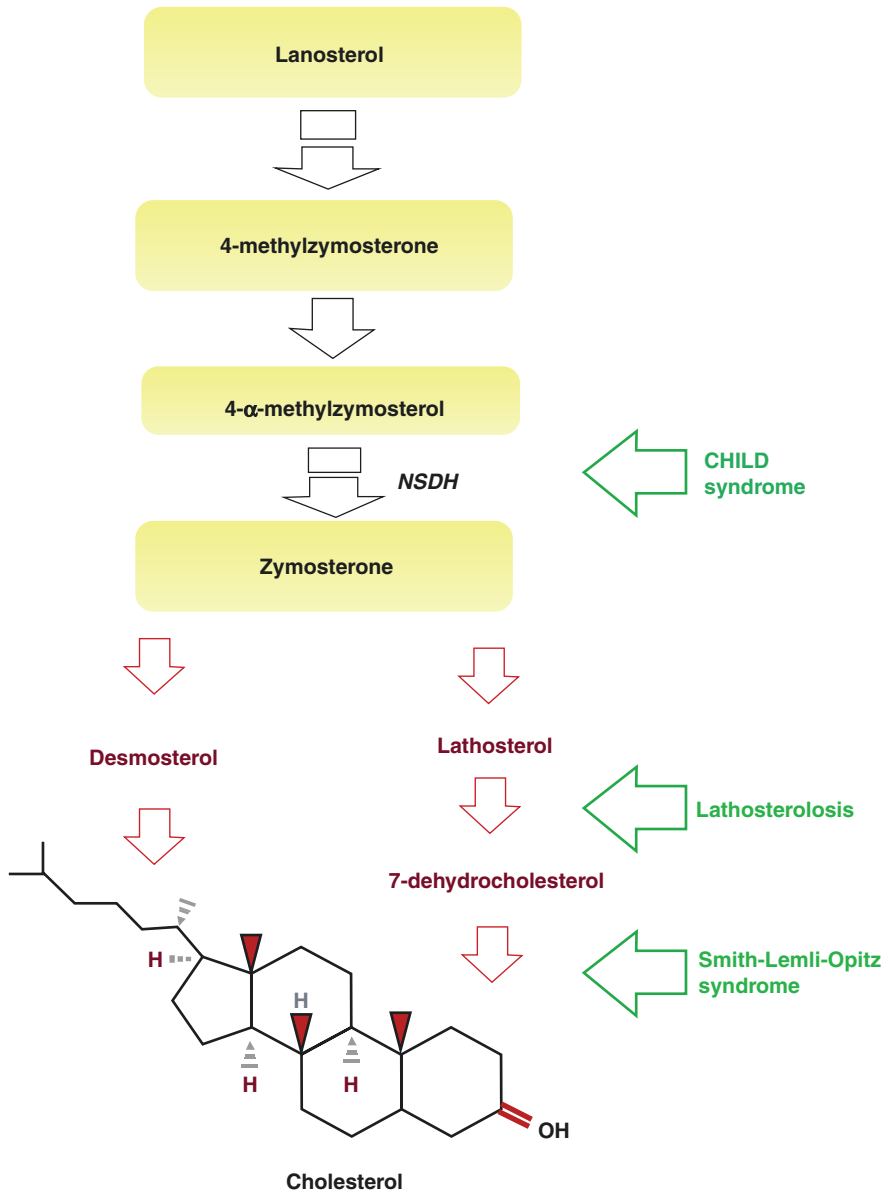 Lanosterol
4-methylzymosterone
4-α-methylzymosterol
NSDH
CHILD
syndrome
Zymosterone
Desmosterol
Lathosterol
Lathosterolosis
7-dehydrocholesterol
Smith-Lemli-Opitz
syndrome
H
H
H
H
OH
Cholesterol